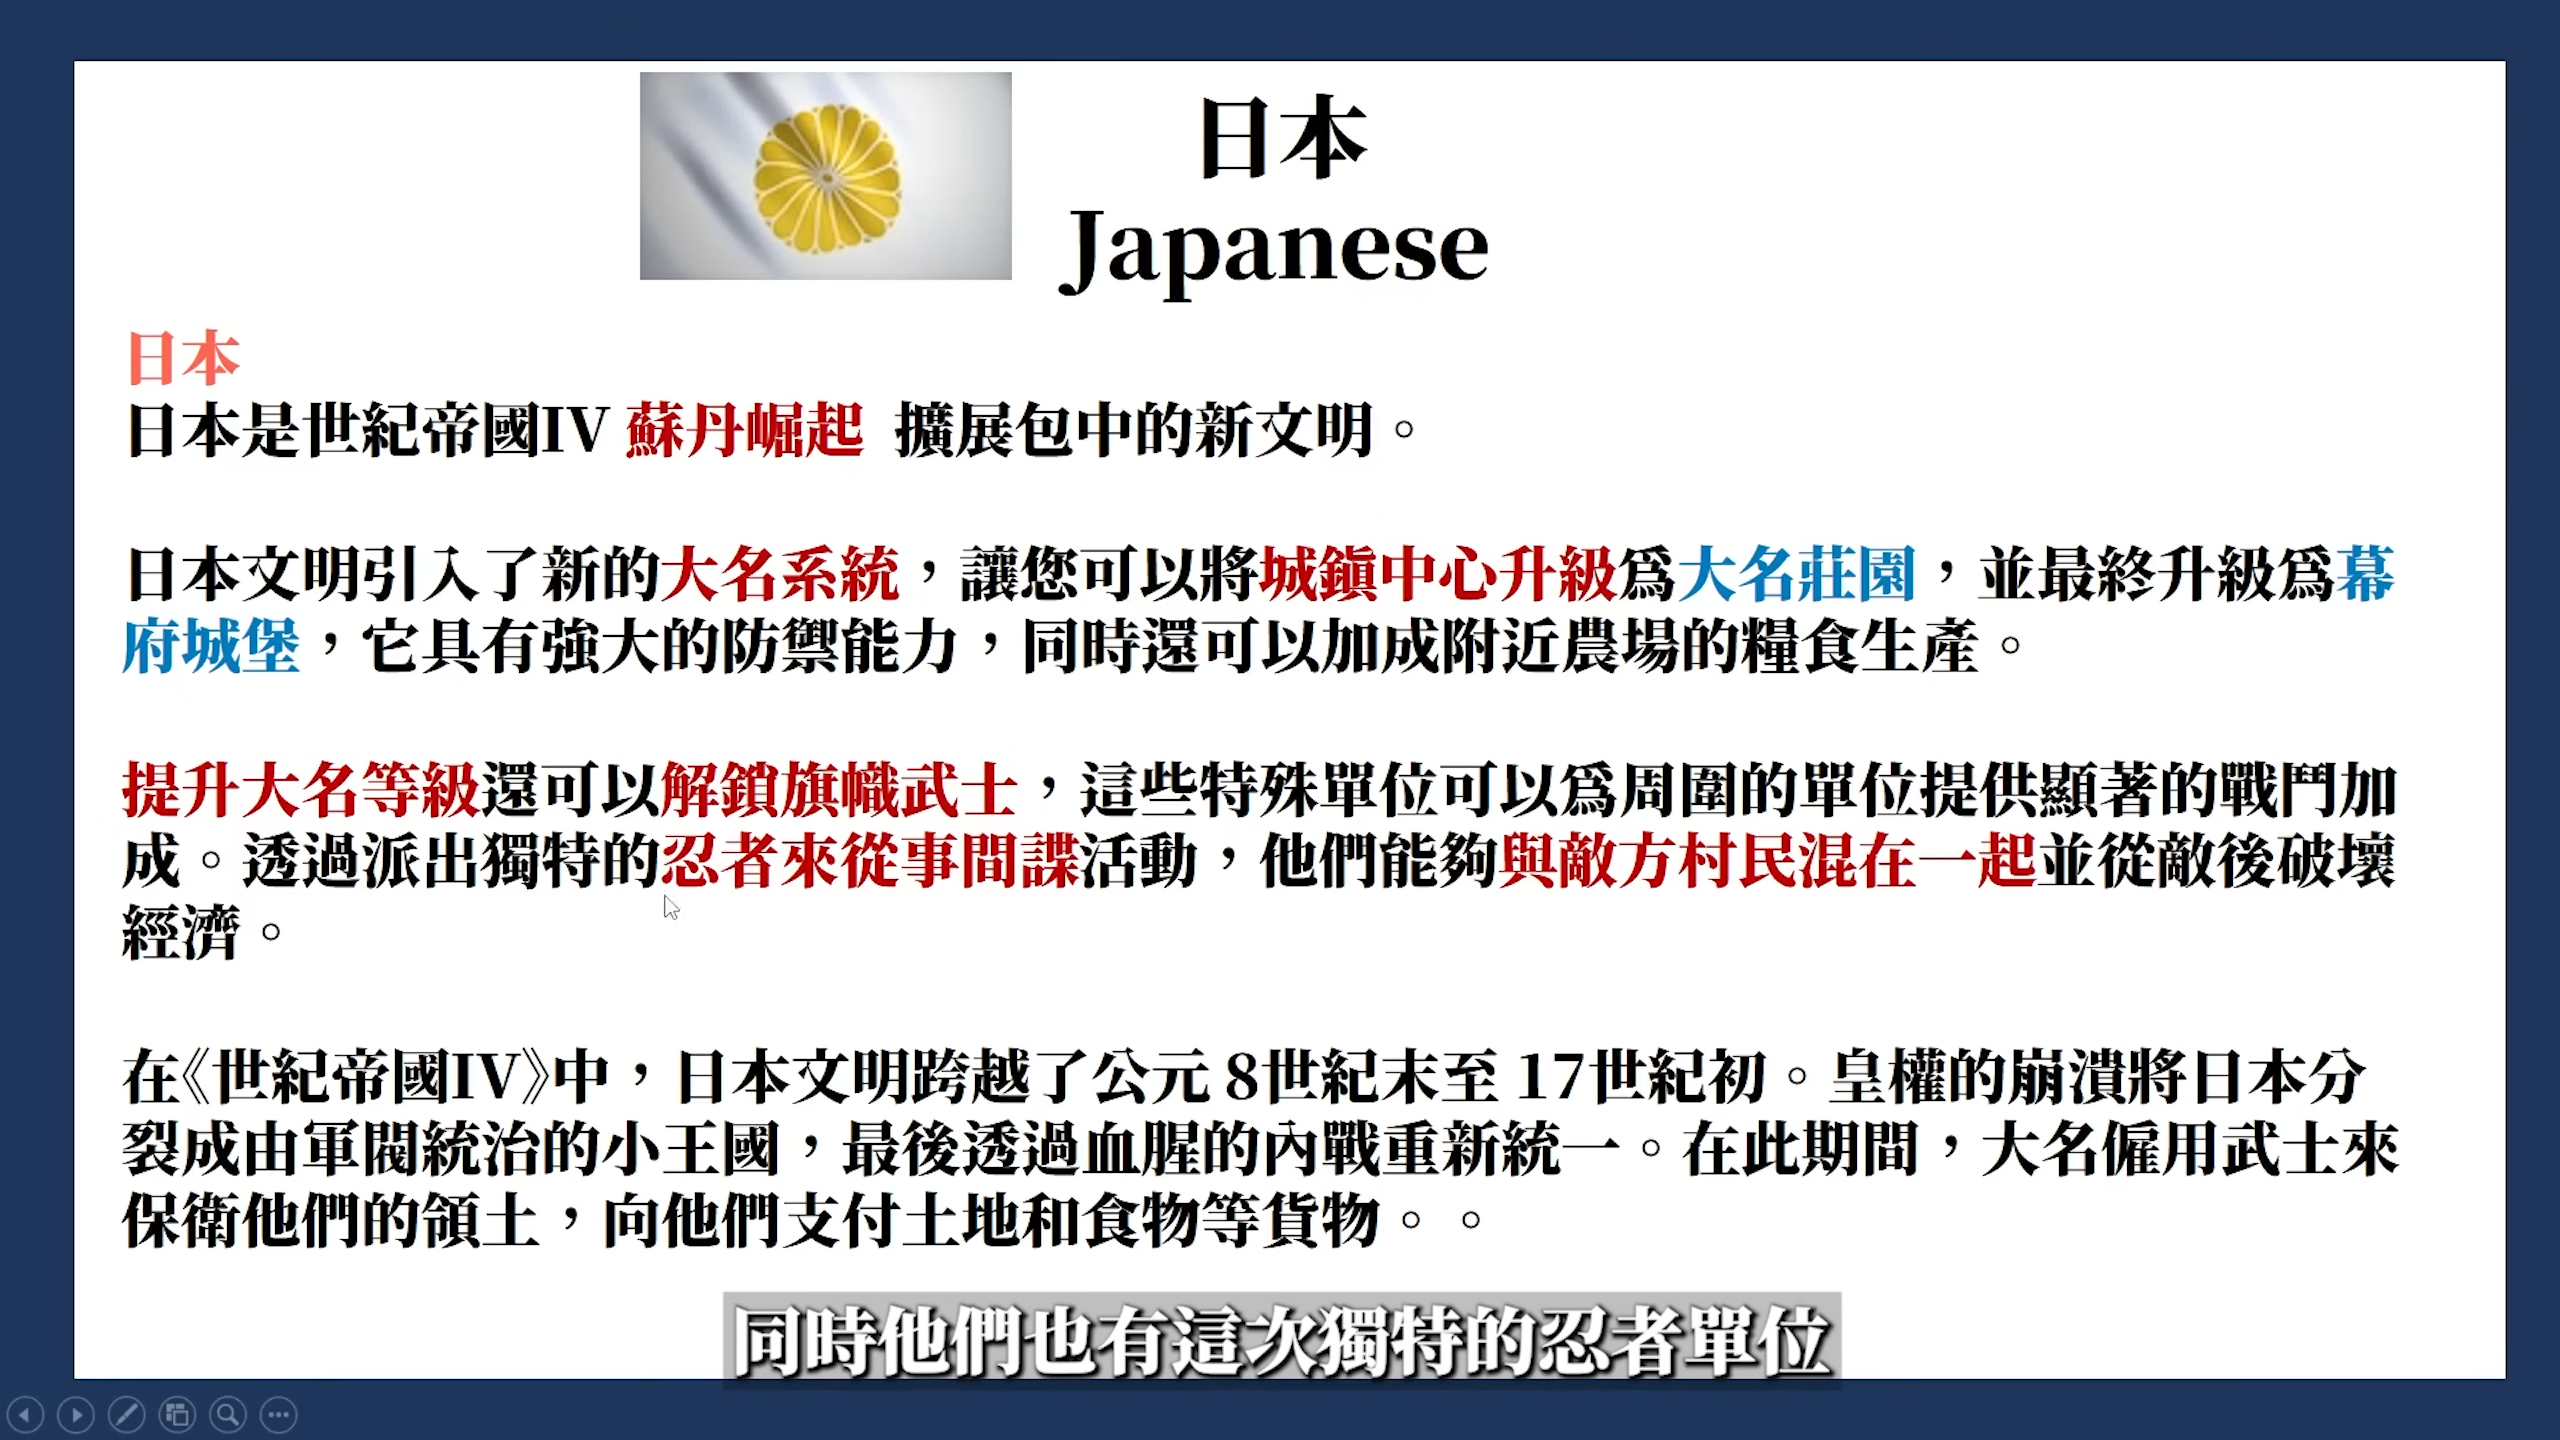 日本
Japanese
日本
日本是世紀帝國IV 蘇丹崛起 擴展包中的新文明。
日本文明引入了新的大名系統，讓您可以將城鎮中心升級爲大名莊園，並最終升級爲幕
府城堡，它具有強大的防禦能力，同時還可以加成附近農場的糧食生產。
提升大名等級還可以解鎖旗幟武士，這些特殊單位可以爲周圍的單位提供顯著的戰鬥加
成。透過派出獨特的忍者來從事間諜活動，他們能夠與敵方村民混在一起並從敵後破壞
經濟。
在《世紀帝國IV》中，日本文明跨越了公元 8世紀末至 17世紀初。皇權的崩潰將日本分
裂成由軍閥統治的小王國，最後透過血腥的內戰重新統一。在此期間，大名僱用武士來
保衛他們的領土，向他們支付土地和食物等貨物。。
同時他們也有這次獨特的忍者單位